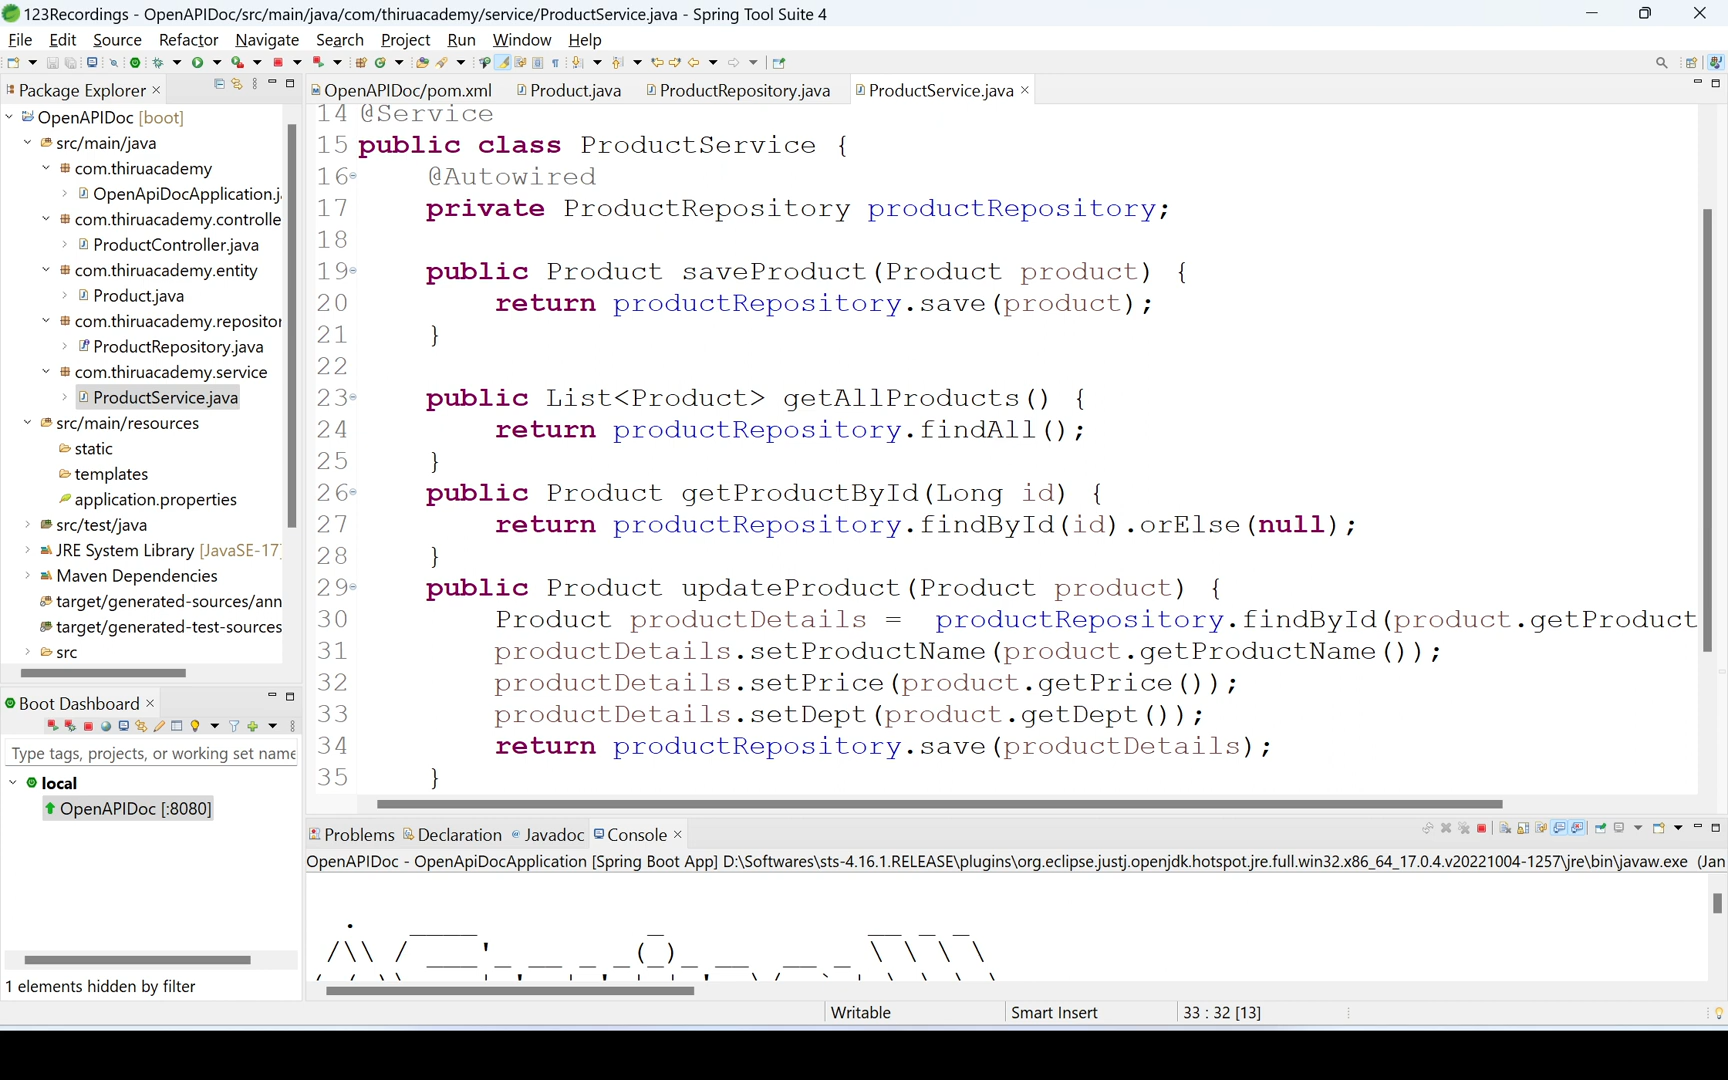 123Recordings - OpenAPIDoc/src/main/java/com/thiruacademy/service/ProductService.java - Spring Tool Suite 4
File Edit Source Refactor Navigate Search Project Run Window Help
Package Explorer
OpenAPIDoc [boot]
src/main/java
com.thiruacademy
OpenApiDocApplication.j
com.thiruacademy.controlle
ProductController.java
com.thiruacademy.entity
Product.java
com.thiruacademy.repositor
ProductRepository.java
com.thiruacademy.service
ProductService.java
src/main/resources
static
templates
application.properties
src/test/java
JRE System Library [JavaSE-17]
Maven Dependencies
target/generated-sources/ann
target/generated-test-sources
src
Boot Dashboard
Type tags, projects, or working set name
local
OpenAPIDoc [:8080]
1 elements hidden by filter
OpenAPIDoc/pom.xml Product.java ProductRepository.java ProductService.java
14 @Service
15 public class ProductService {
16 @Autowired
17 private ProductRepository productRepository;
18
19 public Product saveProduct(Product product) {
20 return productRepository.save(product);
21 }
22
23 public List<Product> getAllProducts() {
24 return productRepository.findAll();
25 }
26 public Product getProductById(Long id) {
27 return productRepository.findById(id).orElse(null);
28 }
29 public Product updateProduct(Product product) {
30 Product productDetails = productRepository.findById(product.getProduct
31 productDetails.setProductName(product.getProductName());
32 productDetails.setPrice(product.getPrice());
33 productDetails.setDept(product.getDept());
34 return productRepository.save(productDetails);
35 }
Problems Declaration Javadoc Console
OpenAPIDoc - OpenApiDocApplication [Spring Boot App] D:\Softwares\sts-4.16.1.RELEASE\plugins\org.eclipse.justj.openjdk.hotspot.jre.full.win32.x86_64_17.0.4.v20221004-1257\jre\bin\javaw.exe (Jan
Writable Smart Insert 33 : 32 [13]